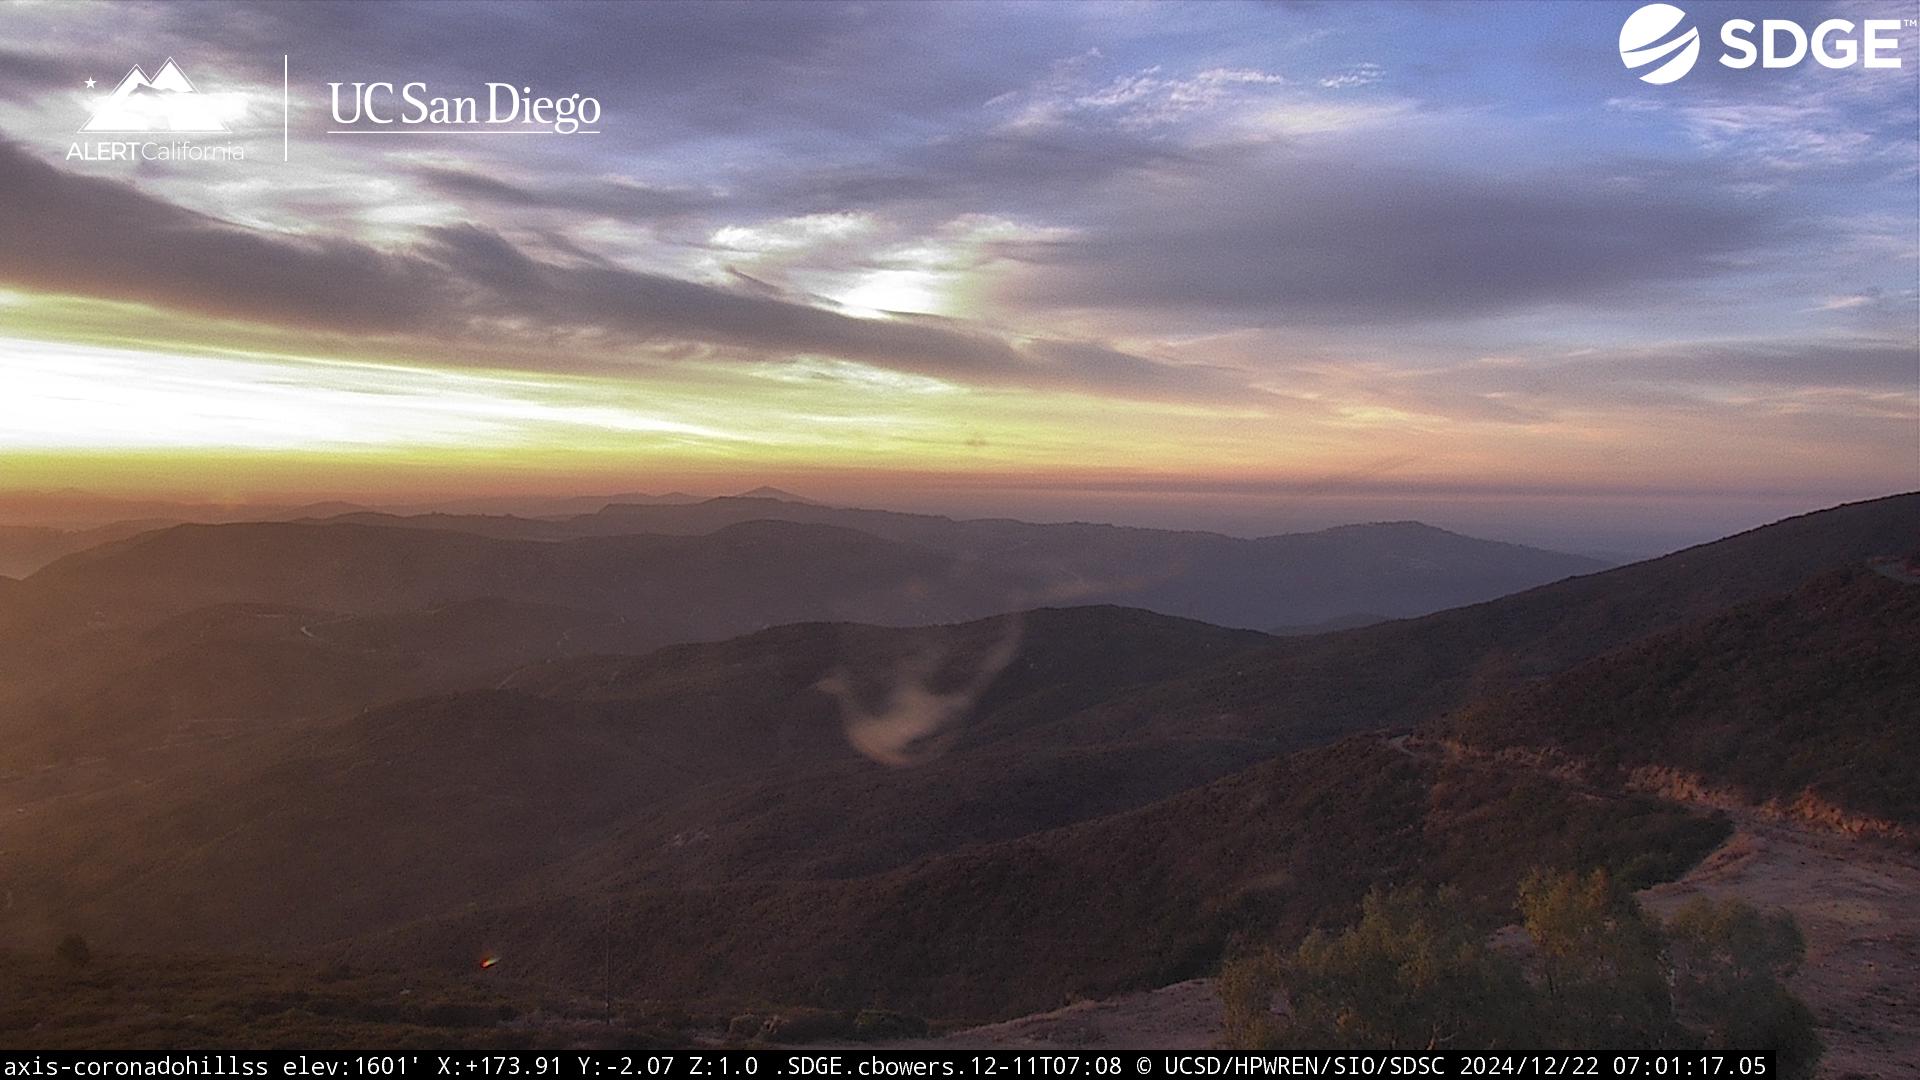 SDGE™
UC San Diego
ALERTCalifornia
axis-coronadohillss elev:1601' X:+173.91 Y:-2.07 Z:1.0 .SDGE.cbowers.12-11T07:08 © UCSD/HPWREN/SIO/SDSC 2024/12/22 07:01:17.05